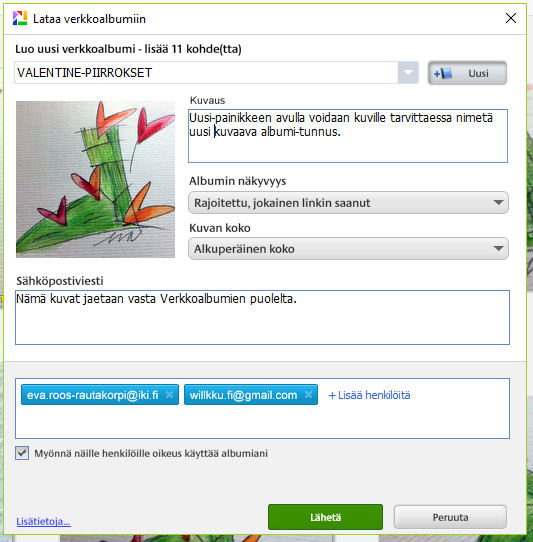 Lataa verkkoalbumiin
Luo uusi verkkoalbumi - lisää 11 kohde(tta)
VALENTINE-PIIRROKSET
Uusi
Kuvaus
Uusi-painikkeen avulla voidaan kuville tarvittaessa nimetä
uusi kuvaava albumi-tunnus.
Albumin näkyvyys
Rajoitettu, jokainen linkin saanut
Kuvan koko
Alkuperäinen koko
Sähköpostiviesti
Nämä kuvat jaetaan vasta Verkkoalbumien puolelta.
eva.roos-rautakorpi@iki.fi × willkku.fi@gmail.com × + Lisää henkilöitä
Myönnä näille henkilöille oikeus käyttää albumiani
Lisätietoja...
Lähetä
Peruuta